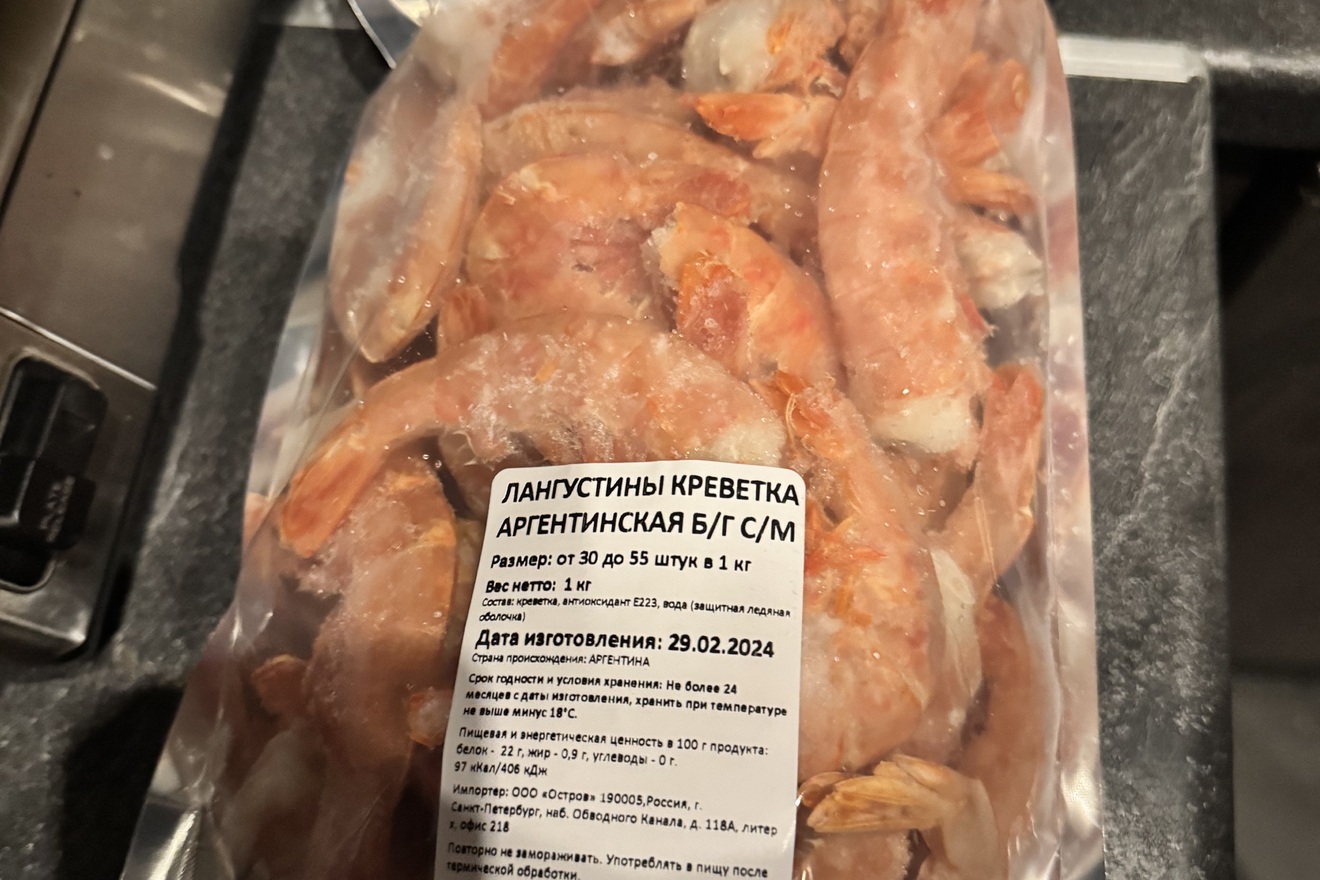 ЛАНГУСТИНЫ КРЕВЕТКА
АРГЕНТИНСКАЯ Б/Г С/М
Размер: от 30 до 55 штук в 1 кг
Вес нетто: 1 кг
Состав: креветка, антиоксидант Е223, вода (защитная ледяная
оболочка)
Дата изготовления: 29.02.2024
Страна происхождения: АРГЕНТИНА
Срок годности и условия хранения: Не более 24
месяцев с даты изготовления, хранить при температуре
не выше минус 18°С.
Пищевая и энергетическая ценность в 100 г продукта:
белок - 22 г, жир - 0,9 г, углеводы - 0 г.
97 кКал/406 кДж
Импортер: ООО «Остров» 190005,Россия, г.
Санкт-Петербург, наб. Обводного Канала, д. 118А, литер
х, офис 218
Повторно не замораживать. Употреблять в пищу после
термической обработки.